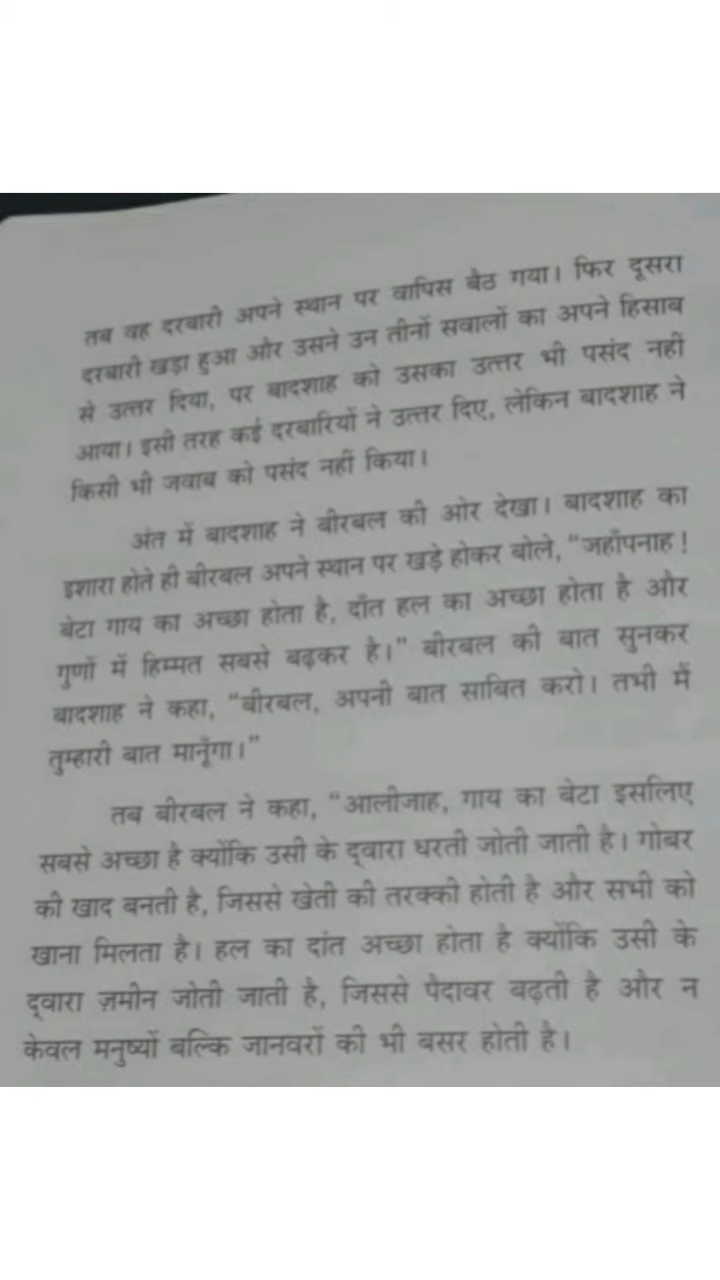 तब वह दरबारी अपने स्थान पर वापिस बैठ गया। फिर दूसरा
दरबारी खड़ा हुआ और उसने उन तीनों सवालों का अपने हिसाब
से उत्तर दिया, पर बादशाह को उसका उत्तर भी पसंद नहीं
आया। इसी तरह कई दरबारियों ने उत्तर दिए, लेकिन बादशाह ने
किसी भी जवाब को पसंद नहीं किया।
अंत में बादशाह ने बीरबल की ओर देखा। बादशाह का
इशारा होते ही बीरबल अपने स्थान पर खड़े होकर बोले, “जहाँपनाह !
बेटा गाय का अच्छा होता है, दाँत हल का अच्छा होता है और
गुणों में हिम्मत सबसे बढ़कर है।” बीरबल की बात सुनकर
बादशाह ने कहा, “बीरबल, अपनी बात साबित करो। तभी मैं
तुम्हारी बात मानूँगा।”
तब बीरबल ने कहा, “आलीजाह, गाय का बेटा इसलिए
सबसे अच्छा है क्योंकि उसी के द्वारा धरती जोती जाती है। गोबर
की खाद बनती है, जिससे खेती की तरक्की होती है और सभी को
खाना मिलता है। हल का दांत अच्छा होता है क्योंकि उसी के
द्वारा ज़मीन जोती जाती है, जिससे पैदावर बढ़ती है और न
केवल मनुष्यों बल्कि जानवरों की भी बसर होती है।